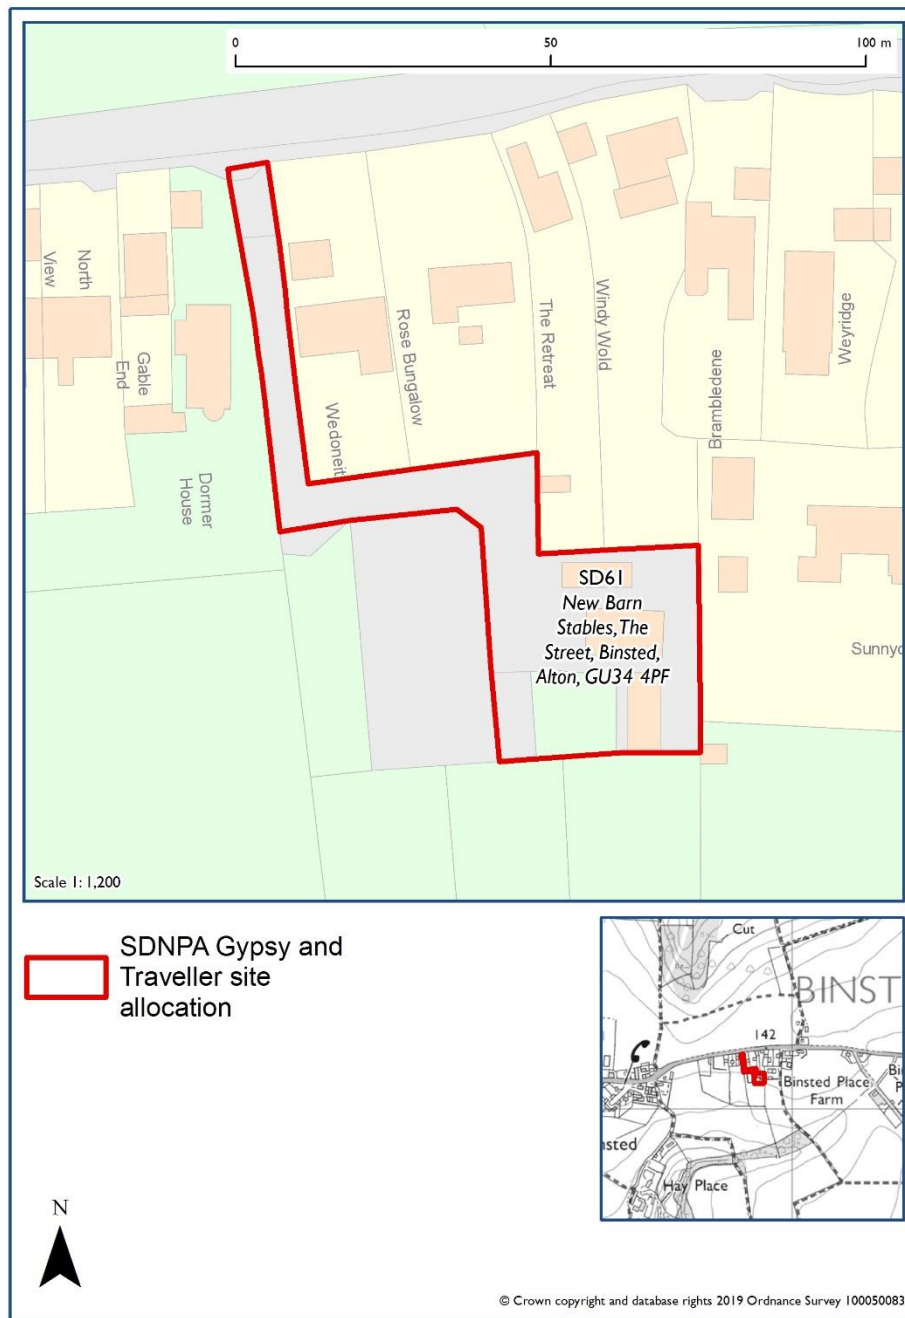 0 50 100 m
North
View
Gable
End
Dormer
House
Wedoneit
Rose Bungalow
The Retreat
Windy Wold
Brambledene
Weyridge
SD61
New Barn
Stables, The
Street, Binsted,
Alton, GU34 4PF
Sunnyd
Scale 1: 1,200
SDNPA Gypsy and
Traveller site
allocation
Cut
BINST
142
Binsted Place
Farm
Bi
P
nsted
Hay Place
N
© Crown copyright and database rights 2019 Ordnance Survey 100050083